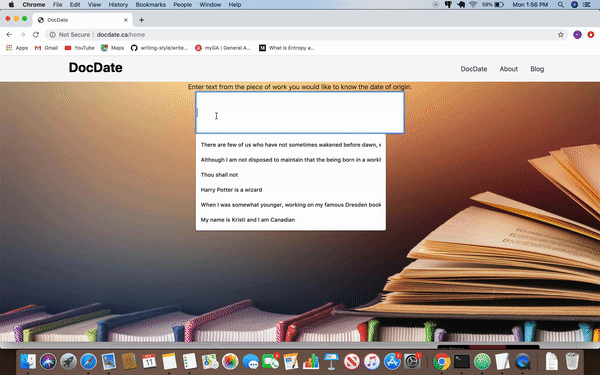 Chrome File Edit View History Bookmarks People Window Help 59% Mon 1:56 PM
DocDate
Not Secure | docdate.ca/home
Apps Gmail YouTube Maps writing-style/write... myGA | General A... What is Entropy a...
DocDate DocDate About Blog
Enter text from the piece of work you would like to know the date of origin.
There are few of us who have not sometimes wakened before dawn, e
Although I am not disposed to maintain that the being born in a workh
Thou shall not
Harry Potter is a wizard
When I was somewhat younger, working on my famous Dresden book
My name is Kristi and I am Canadian